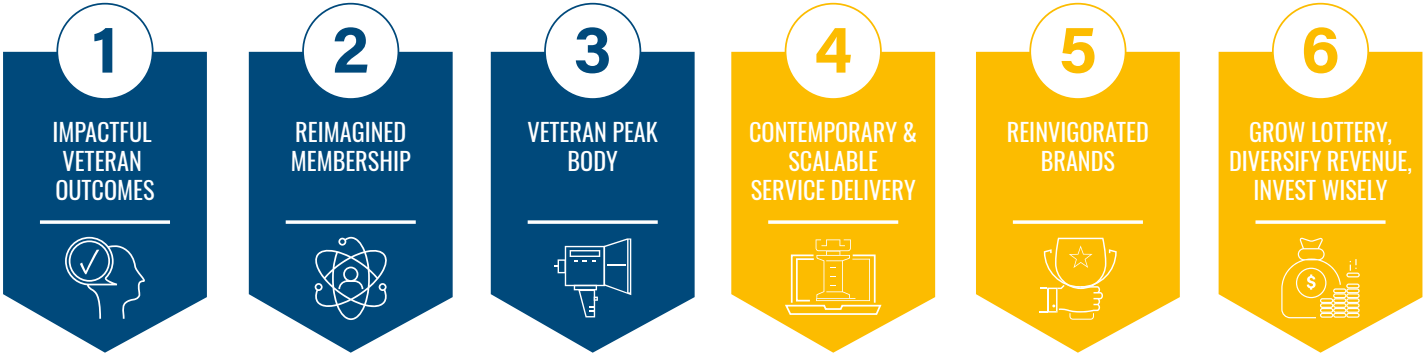 1
IMPACTFUL
VETERAN
OUTCOMES
2
REIMAGINED
MEMBERSHIP
3
VETERAN PEAK
BODY
4
CONTEMPORARY &
SCALABLE
SERVICE DELIVERY
5
REINVIGORATED
BRANDS
6
GROW LOTTERY,
DIVERSIFY REVENUE,
INVEST WISELY
$